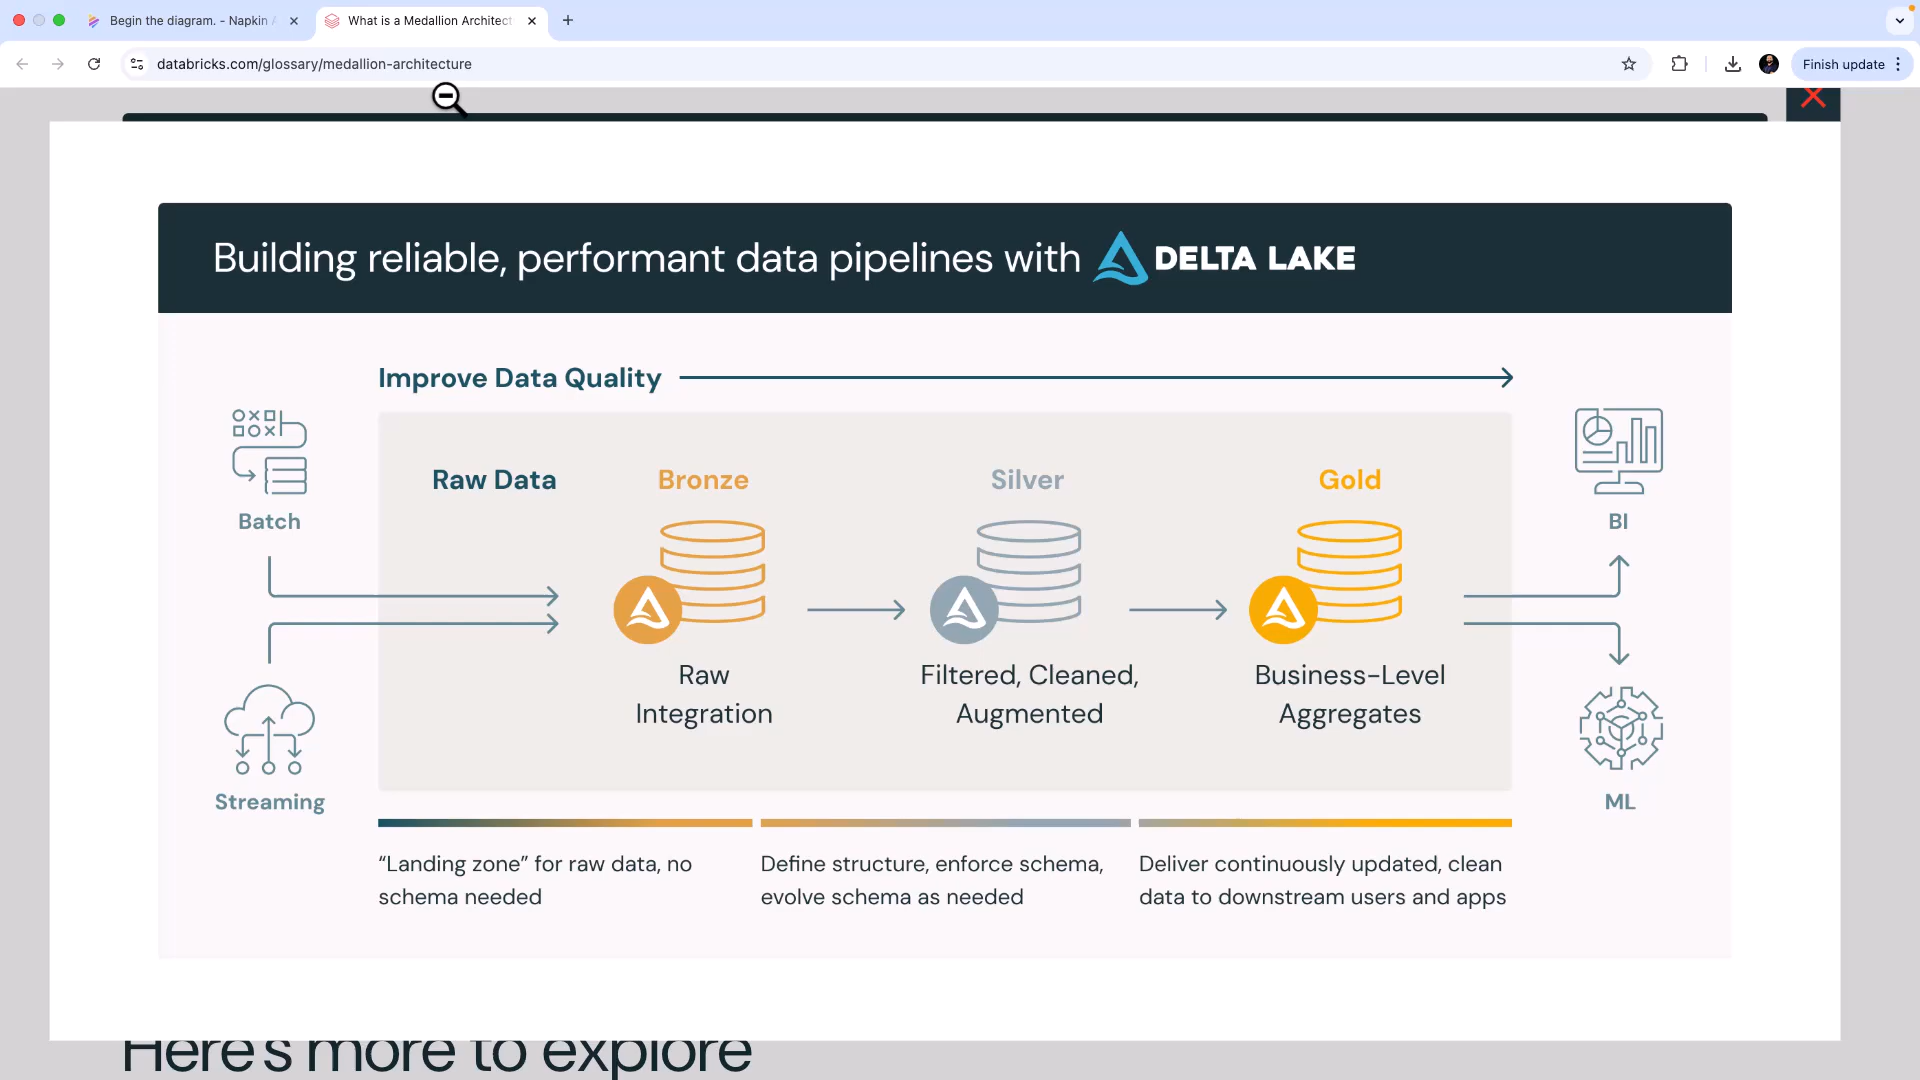 Begin the diagram. - Napkin
What is a Medallion Architect
databricks.com/glossary/medallion-architecture
Finish update
Building reliable, performant data pipelines with DELTA LAKE
Improve Data Quality
Raw Data
Bronze
Silver
Gold
Batch
BI
Raw
Integration
Filtered, Cleaned,
Augmented
Business-Level
Aggregates
Streaming
ML
“Landing zone” for raw data, no
schema needed
Define structure, enforce schema,
evolve schema as needed
Deliver continuously updated, clean
data to downstream users and apps
Here's more to explore